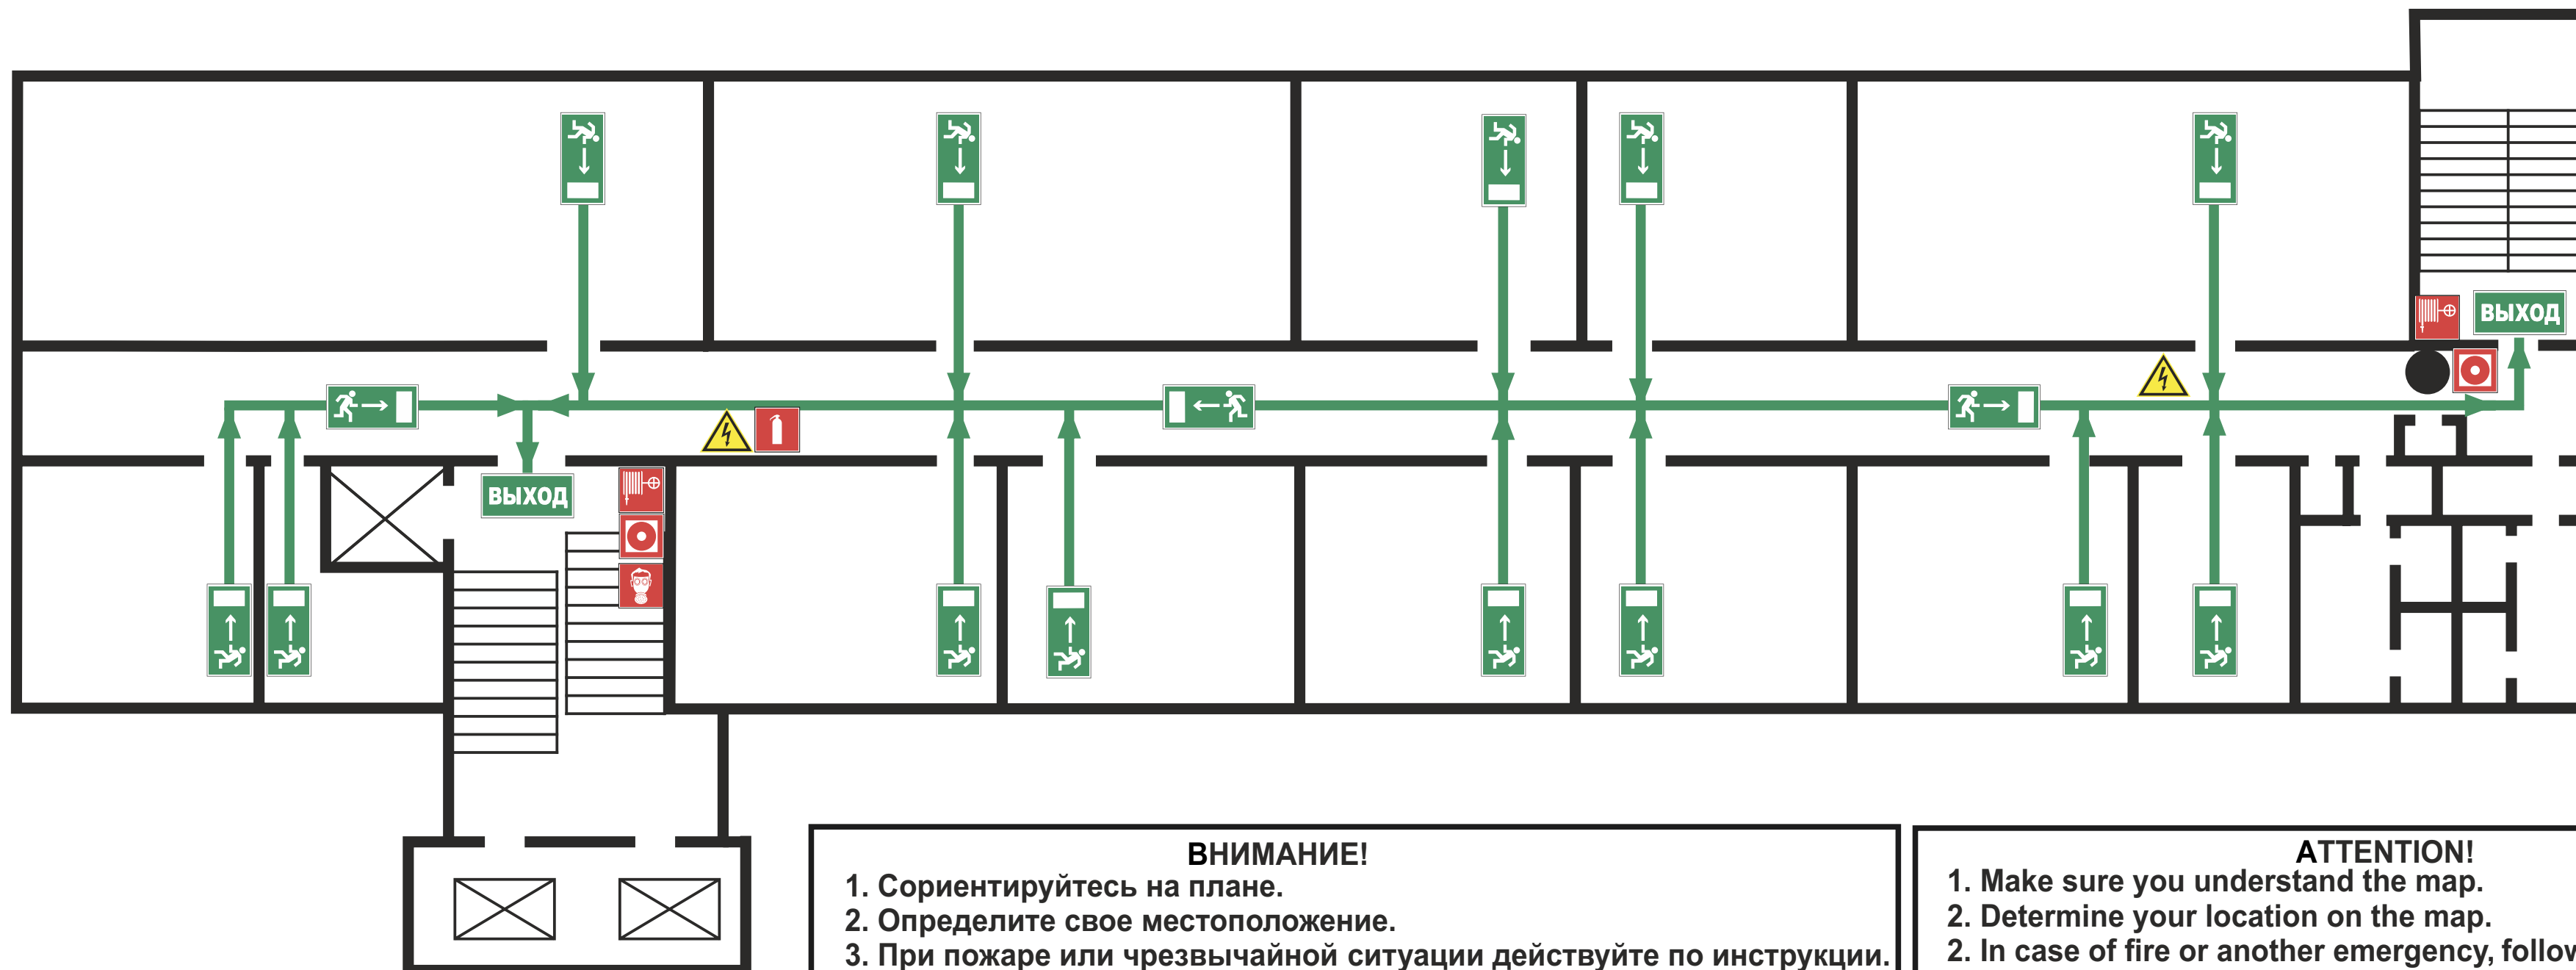 ВЫХОД
ВЫХОД
ВНИМАНИЕ!
1. Сориентируйтесь на плане.
2. Определите свое местоположение.
3. При пожаре или чрезвычайной ситуации действуйте по инструкции.
ATTENTION!
1. Make sure you understand the map.
2. Determine your location on the map.
2. In case of fire or another emergency, follow